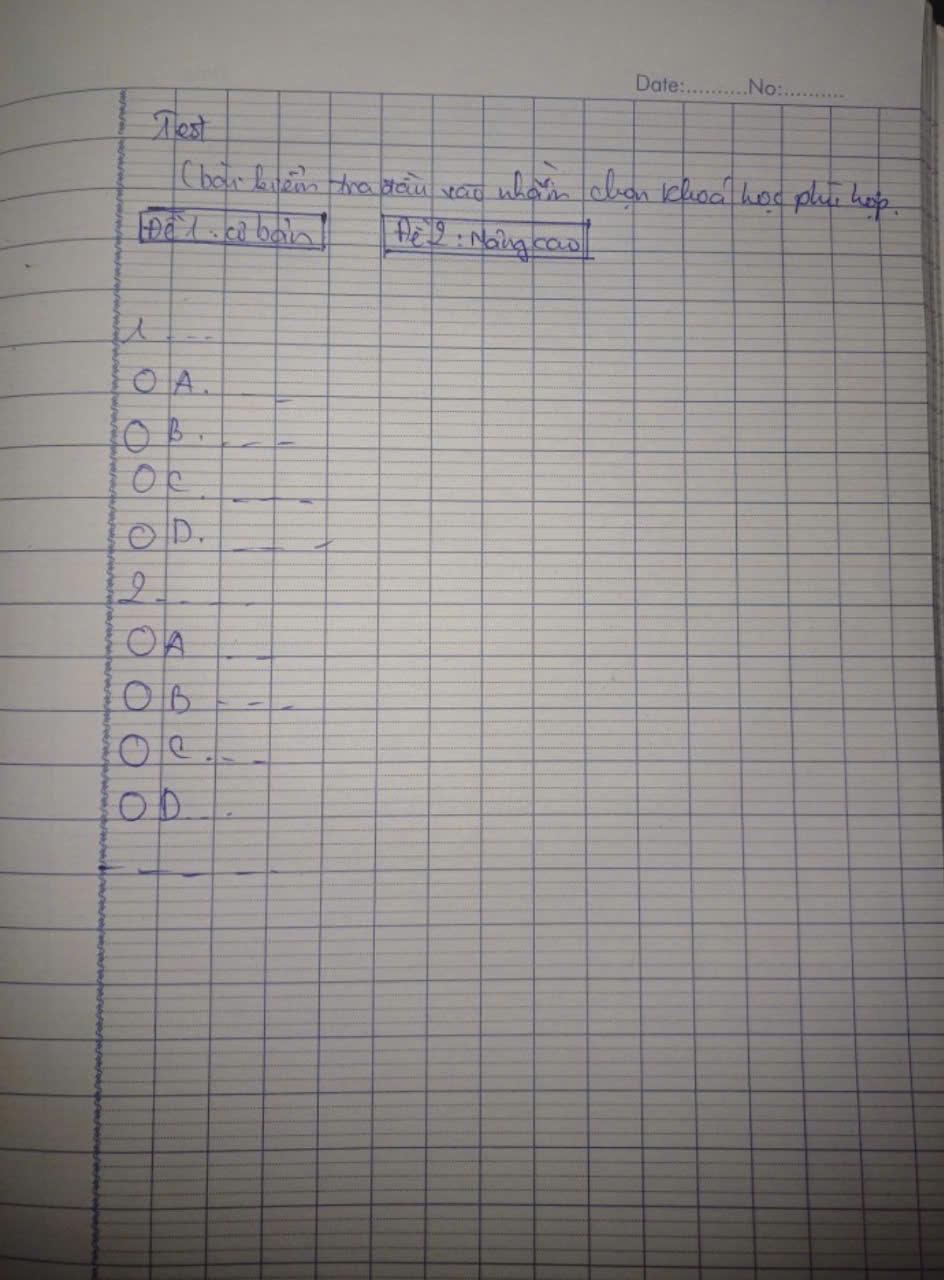 Date:..........No:..........
Test
(bài kiểm tra đầu vào nhằm chọn khoá học phù hợp.
Đề 1: cơ bản Đề 2: Nâng cao
1 ---
O A. _ _
O B. _ _ _
O C. _ _ _
O D. _ _ _
2 - - - -
O A _ _
O B - - -
O C . - -
O D - - .
- _ _ _ -